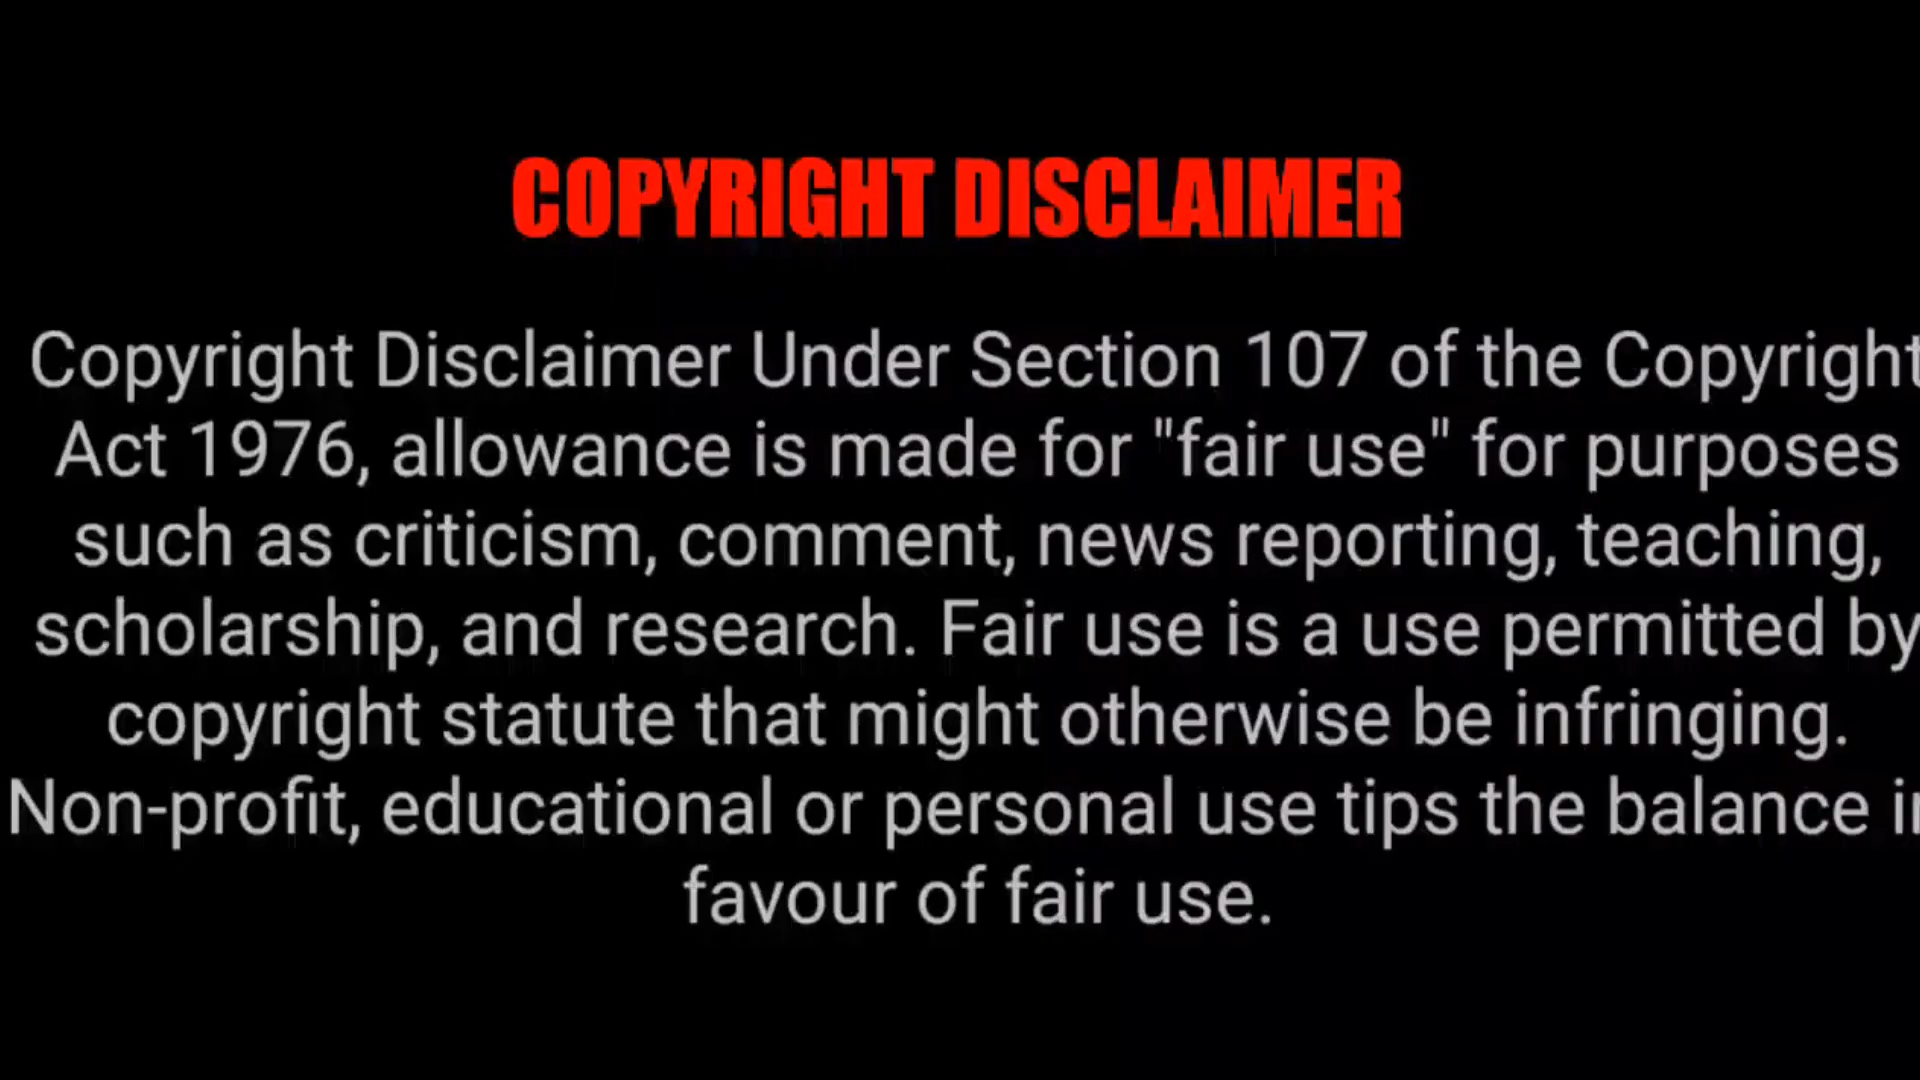 COPYRIGHT DISCLAIMER
Copyright Disclaimer Under Section 107 of the Copyright
Act 1976, allowance is made for "fair use" for purposes
such as criticism, comment, news reporting, teaching,
scholarship, and research. Fair use is a use permitted by
copyright statute that might otherwise be infringing.
Non-profit, educational or personal use tips the balance in
favour of fair use.